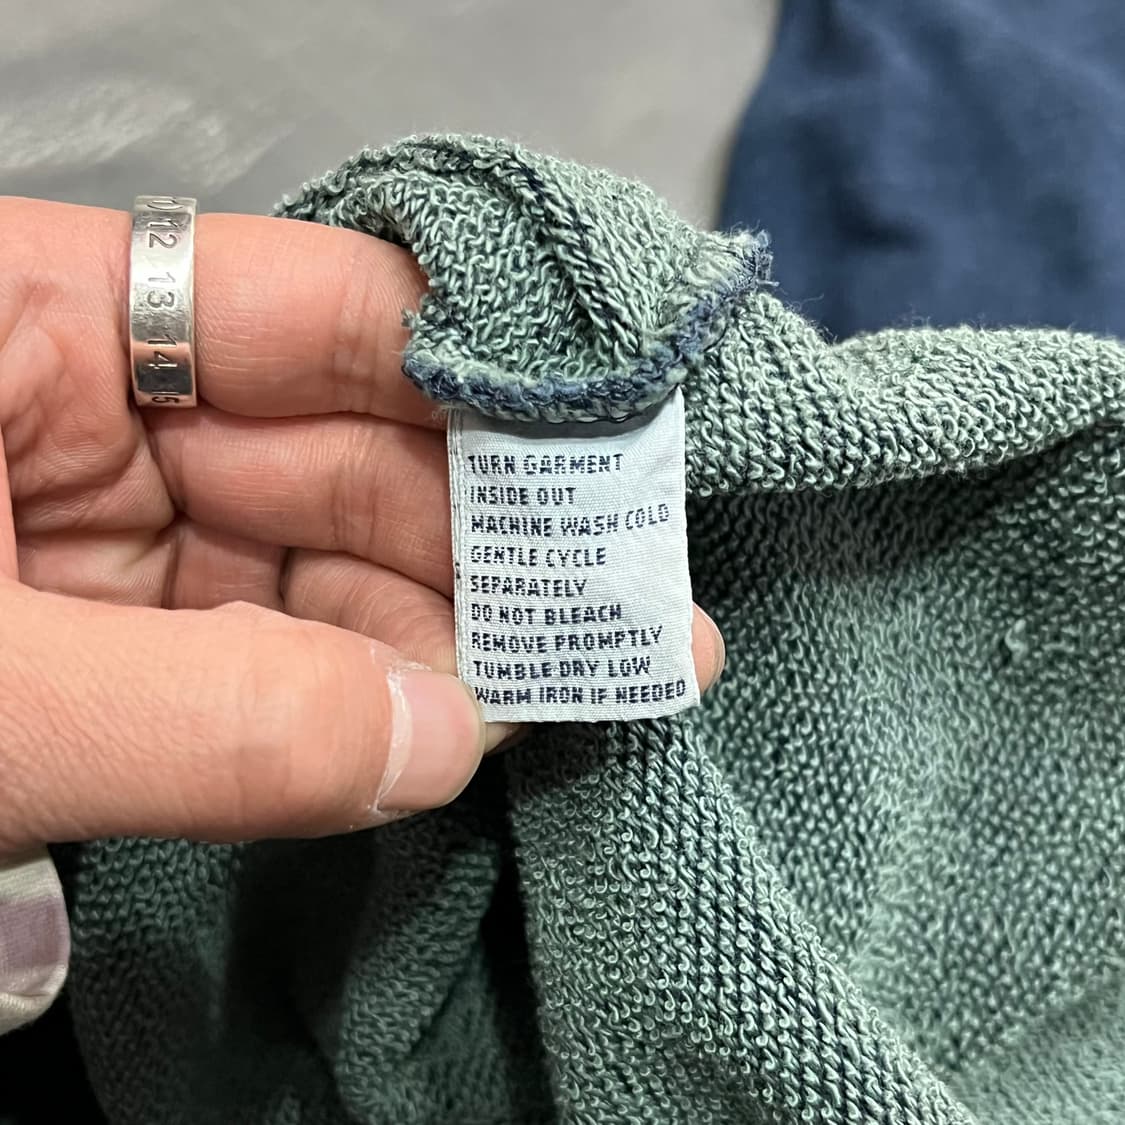 12
13
14
15
TURN GARMENT
INSIDE OUT
MACHINE WASH COLD
GENTLE CYCLE
SEPARATELY
DO NOT BLEACH
REMOVE PROMPTLY
TUMBLE DRY LOW
WARM IRON IF NEEDED